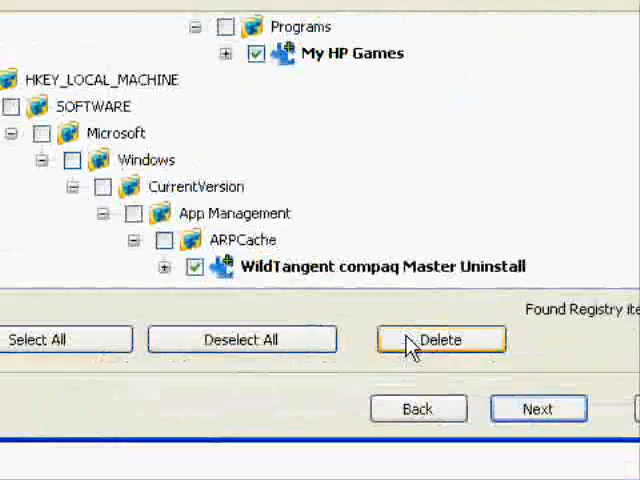 Programs
My HP Games
HKEY_LOCAL_MACHINE
SOFTWARE
Microsoft
Windows
CurrentVersion
App Management
ARPCache
WildTangent compaq Master Uninstall
Found Registry ite
Select All
Deselect All
Delete
Back
Next